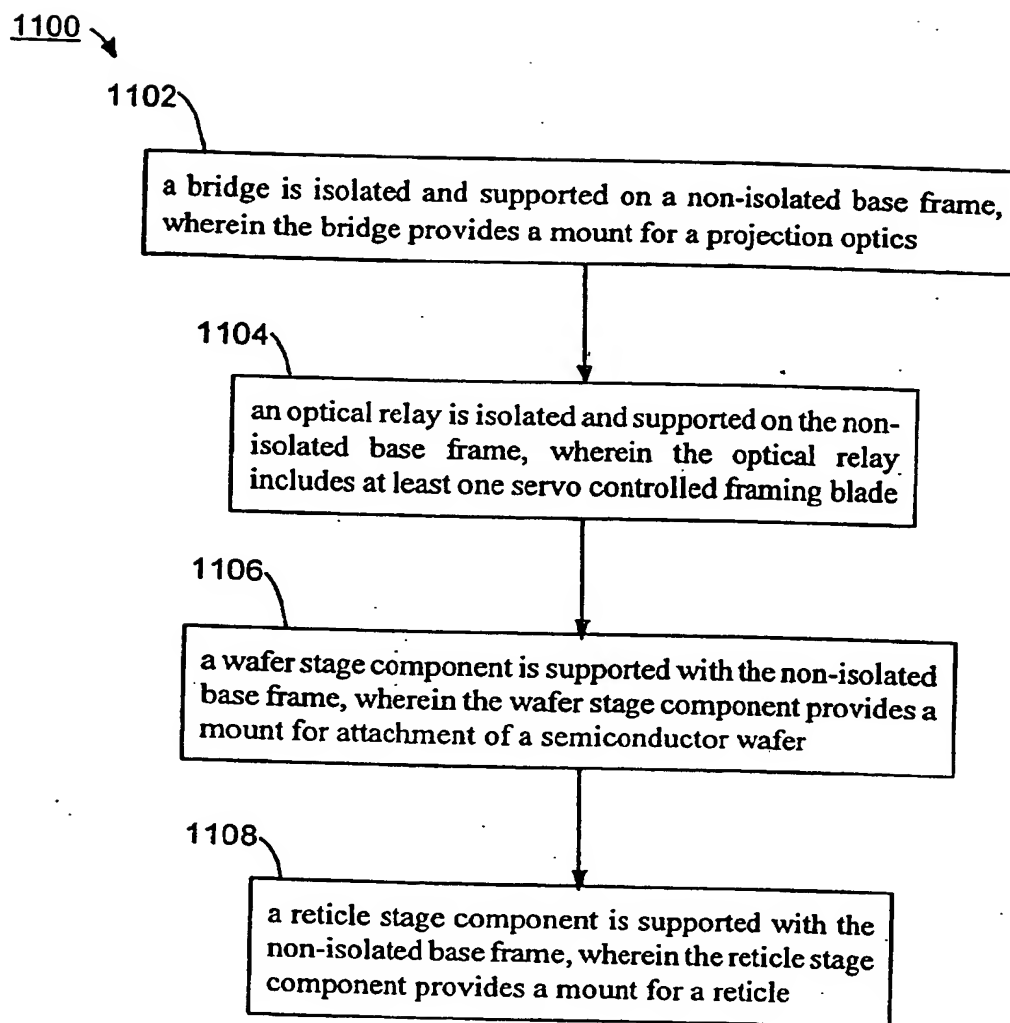 1100
1102
a bridge is isolated and supported on a non-isolated base frame,
wherein the bridge provides a mount for a projection optics
1104
an optical relay is isolated and supported on the non-
isolated base frame, wherein the optical relay
includes at least one servo controlled framing blade
1106
a wafer stage component is supported with the non-isolated
base frame, wherein the wafer stage component provides a
mount for attachment of a semiconductor wafer
1108
a reticle stage component is supported with the
non-isolated base frame, wherein the reticle stage
component provides a mount for a reticle